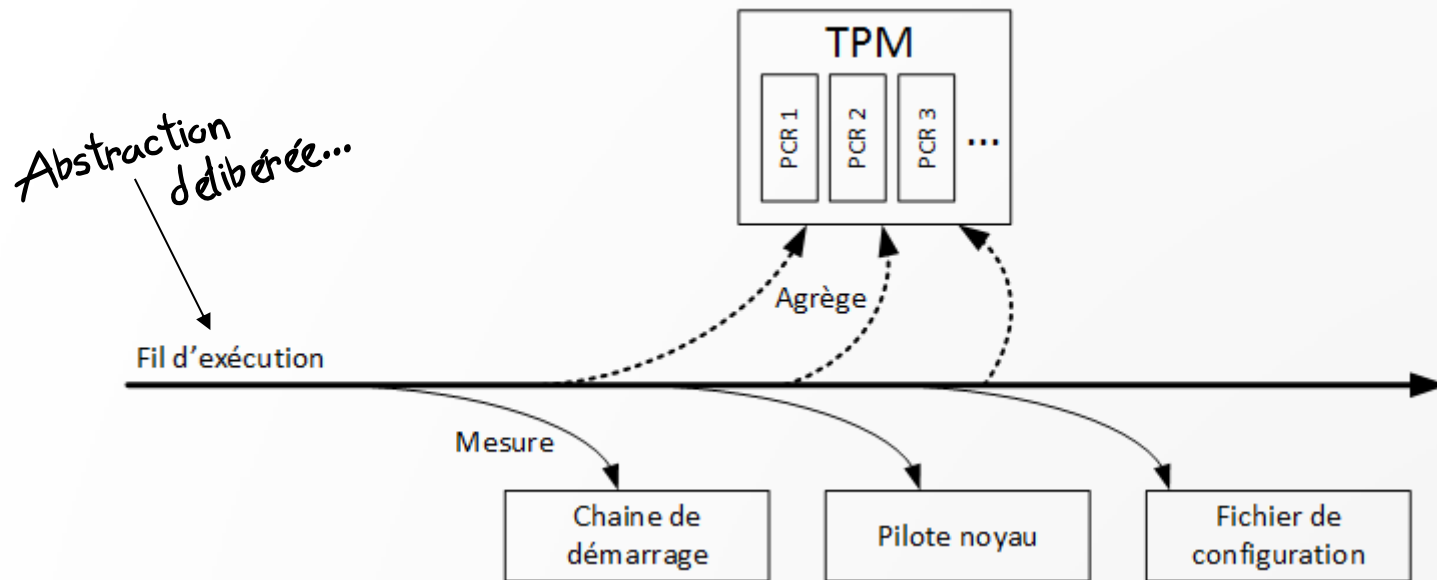 TPM
PCR 1
PCR 2
PCR 3
...
Abstraction
délibérée...
Agrège
Fil d’exécution
Mesure
Chaine de
démarrage
Pilote noyau
Fichier de
configuration